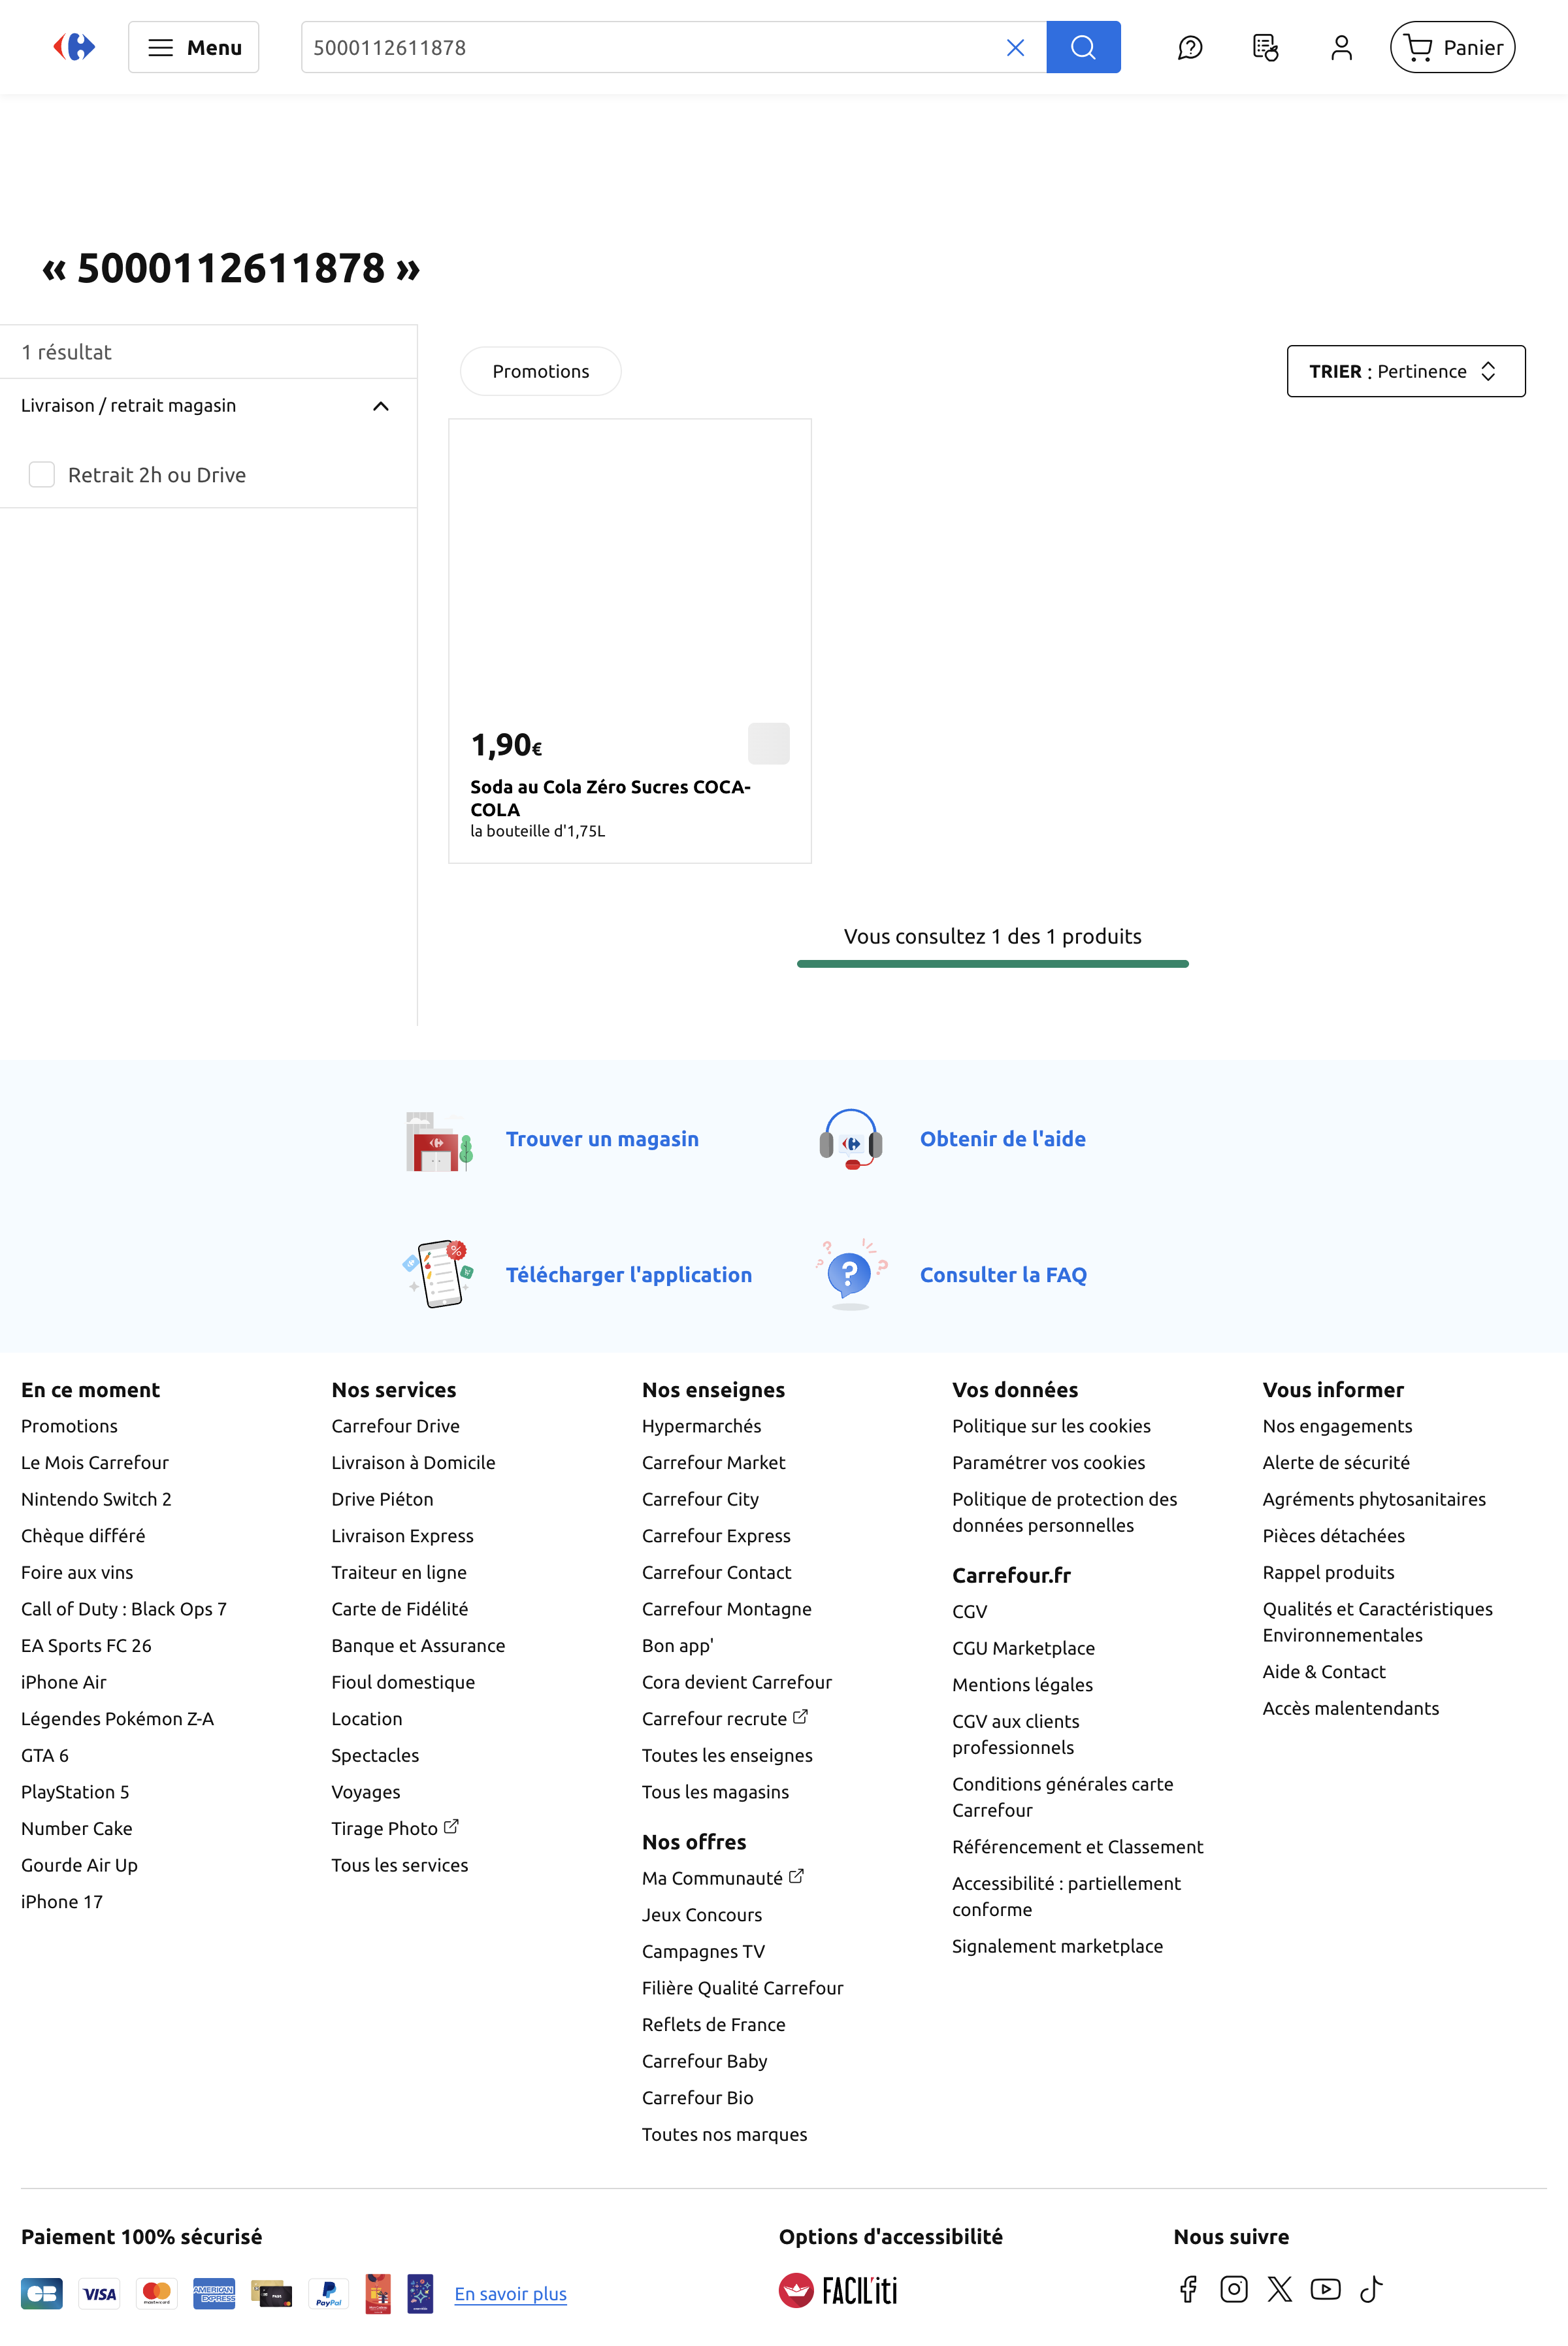 Menu
5000112611878
Panier
« 5000112611878 »
1 résultat
Livraison / retrait magasin
Retrait 2h ou Drive
Promotions
TRIER : Pertinence
1,90€
Soda au Cola Zéro Sucres COCA-
COLA
la bouteille d'1,75L
Vous consultez 1 des 1 produits
Trouver un magasin
Obtenir de l'aide
Télécharger l'application
Consulter la FAQ
En ce moment
Promotions
Le Mois Carrefour
Nintendo Switch 2
Chèque différé
Foire aux vins
Call of Duty : Black Ops 7
EA Sports FC 26
iPhone Air
Légendes Pokémon Z-A
GTA 6
PlayStation 5
Number Cake
Gourde Air Up
iPhone 17
Nos services
Carrefour Drive
Livraison à Domicile
Drive Piéton
Livraison Express
Traiteur en ligne
Carte de Fidélité
Banque et Assurance
Fioul domestique
Location
Spectacles
Voyages
Tirage Photo
Tous les services
Nos enseignes
Hypermarchés
Carrefour Market
Carrefour City
Carrefour Express
Carrefour Contact
Carrefour Montagne
Bon app'
Cora devient Carrefour
Carrefour recrute
Toutes les enseignes
Tous les magasins
Nos offres
Ma Communauté
Jeux Concours
Campagnes TV
Filière Qualité Carrefour
Reflets de France
Carrefour Baby
Carrefour Bio
Toutes nos marques
Vos données
Politique sur les cookies
Paramétrer vos cookies
Politique de protection des
données personnelles
Carrefour.fr
CGV
CGU Marketplace
Mentions légales
CGV aux clients
professionnels
Conditions générales carte
Carrefour
Référencement et Classement
Accessibilité : partiellement
conforme
Signalement marketplace
Vous informer
Nos engagements
Alerte de sécurité
Agréments phytosanitaires
Pièces détachées
Rappel produits
Qualités et Caractéristiques
Environnementales
Aide & Contact
Accès malentendants
Paiement 100% sécurisé
CB
VISA
mastercard
AMERICAN
EXPRESS
PASS
PayPal
En savoir plus
Options d'accessibilité
FACIL'iti
Nous suivre